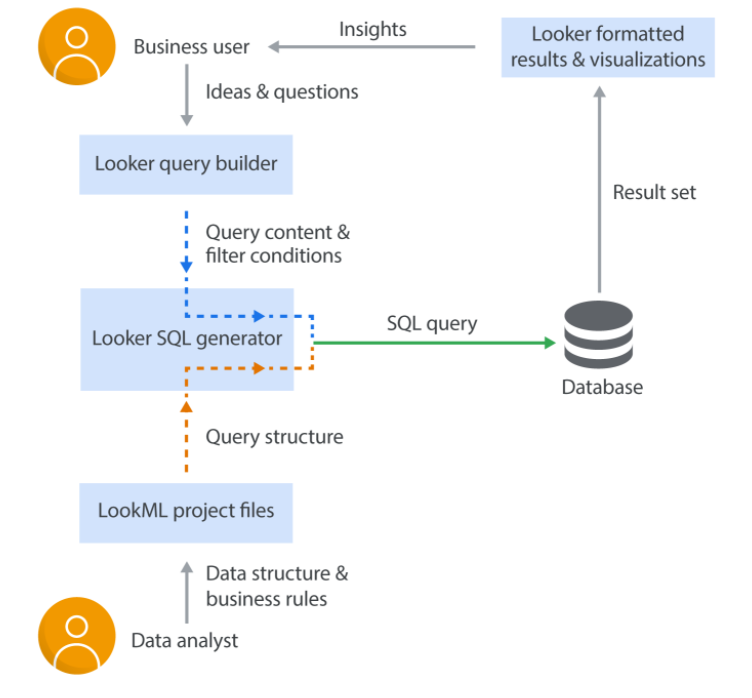 Business user
Insights
Looker formatted
results & visualizations
Ideas & questions
Looker query builder
Query content &
filter conditions
Result set
Looker SQL generator
SQL query
Database
Query structure
LookML project files
Data structure &
business rules
Data analyst